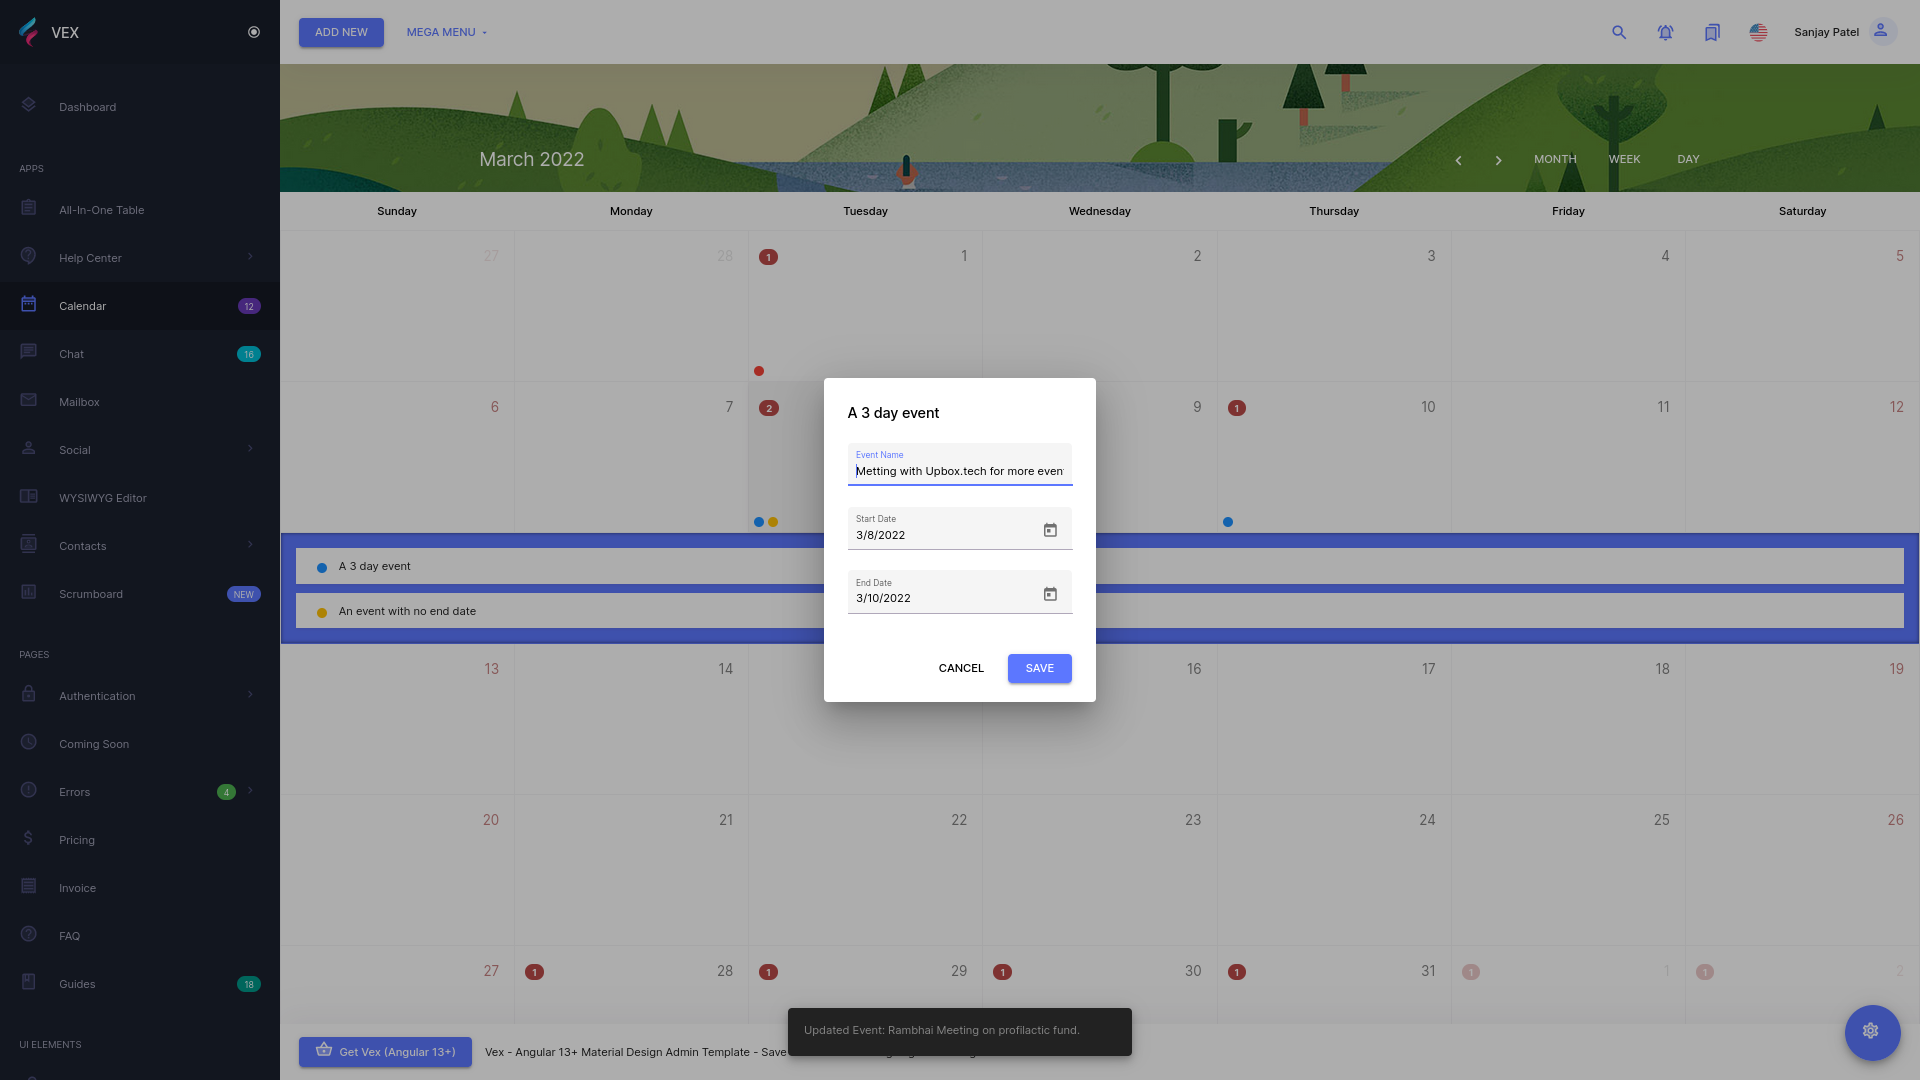 VEX
ADD NEW
MEGA MENU
Sanjay Patel
Dashboard
APPS
All-In-One Table
Help Center
Calendar
12
Chat
16
Mailbox
Social
WYSIWYG Editor
Contacts
Scrumboard
NEW
PAGES
Authentication
Coming Soon
Errors
4
Pricing
Invoice
FAQ
Guides
18
UI ELEMENTS
March 2022
MONTH
WEEK
DAY
Sunday Monday Tuesday Wednesday Thursday Friday Saturday
27 28 1 1 2 3 4 5
6 7 2 9 1 10 11 12
A 3 day event
An event with no end date
13 14 16 17 18 19
20 21 22 23 24 25 26
27 1 28 1 29 1 30 1 31 1 1 1 2
A 3 day event
Event Name
Metting with Upbox.tech for more even
Start Date
3/8/2022
End Date
3/10/2022
CANCEL
SAVE
Updated Event: Rambhai Meeting on profilactic fund.
Get Vex (Angular 13+)
Vex - Angular 13+ Material Design Admin Template - Save